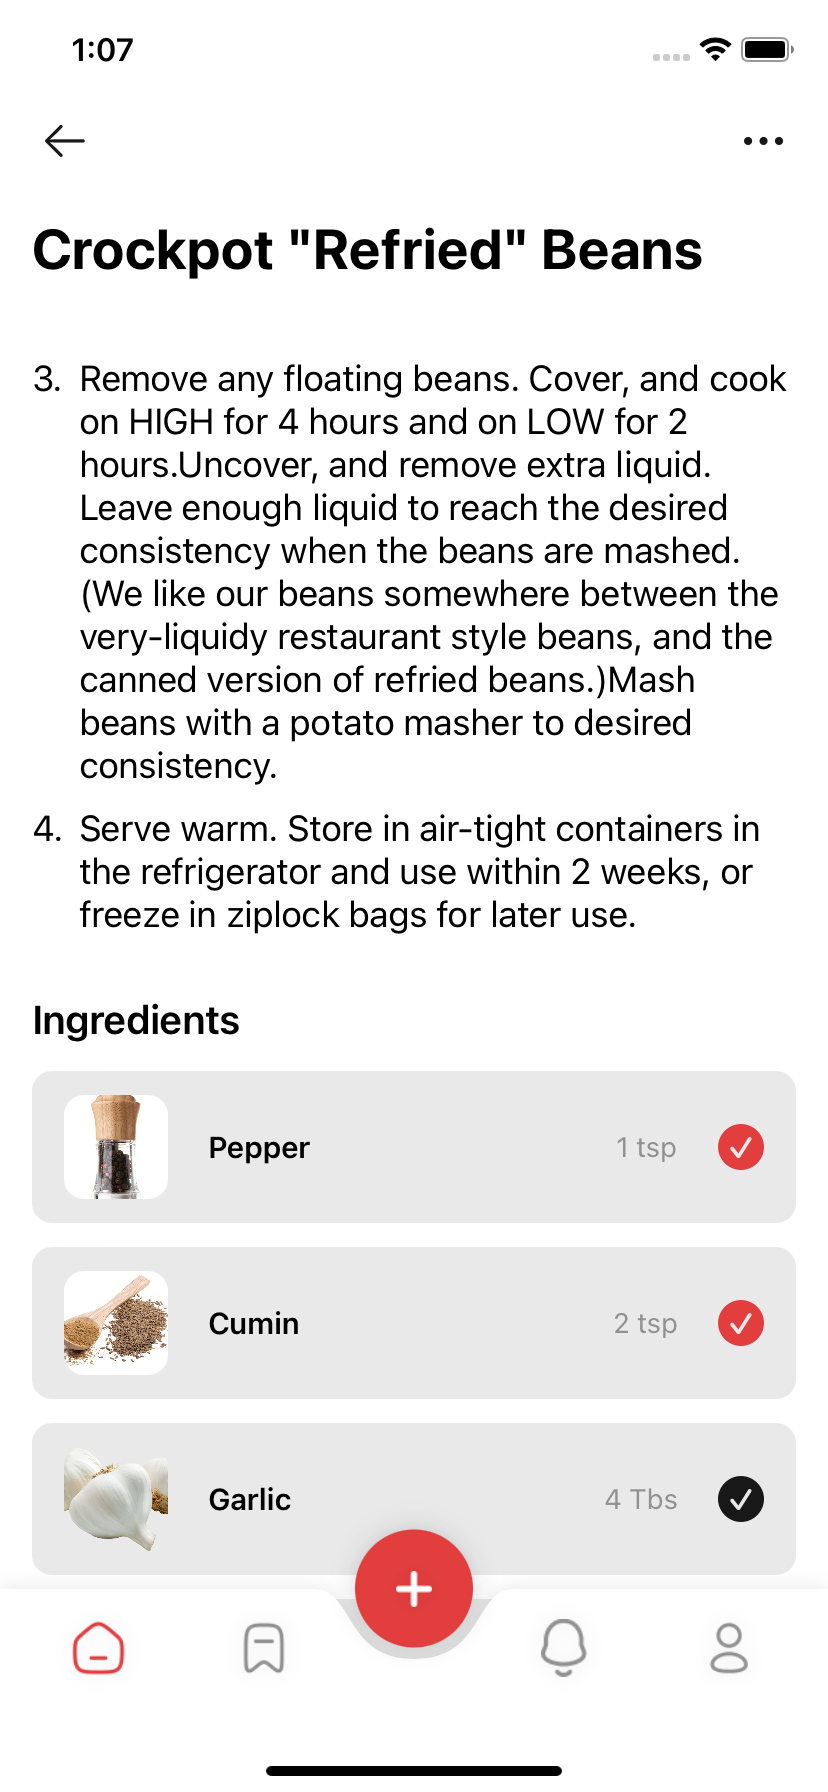 1:07
Crockpot "Refried" Beans
3. Remove any floating beans. Cover, and cook
on HIGH for 4 hours and on LOW for 2
hours.Uncover, and remove extra liquid.
Leave enough liquid to reach the desired
consistency when the beans are mashed.
(We like our beans somewhere between the
very-liquidy restaurant style beans, and the
canned version of refried beans.)Mash
beans with a potato masher to desired
consistency.
4. Serve warm. Store in air-tight containers in
the refrigerator and use within 2 weeks, or
freeze in ziplock bags for later use.
Ingredients
Pepper 1 tsp
Cumin 2 tsp
Garlic 4 Tbs